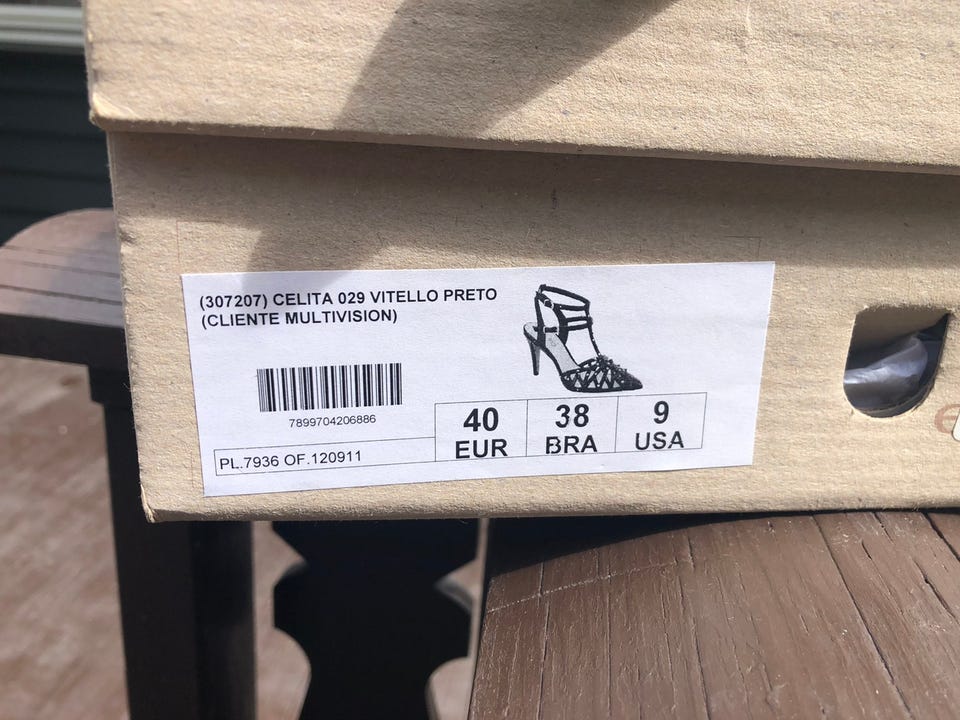 (307207) CELITA 029 VITELLO PRETO
(CLIENTE MULTIVISION)
7899704206886
PL.7936 OF.120911
40 38 9
EUR BRA USA